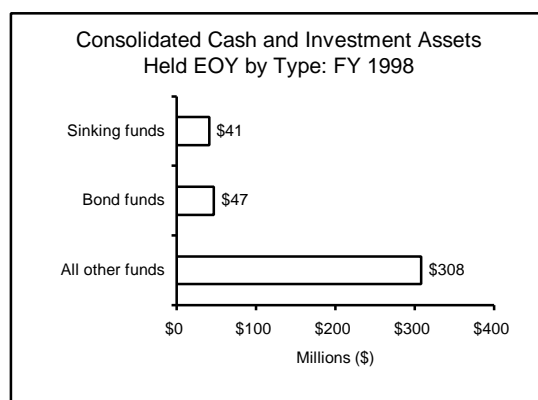 Consolidated Cash and Investment Assets
Held EOY by Type: FY 1998
Sinking funds
$41
Bond funds
$47
All other funds
$308
$0 $100 $200 $300 $400
Millions ($)